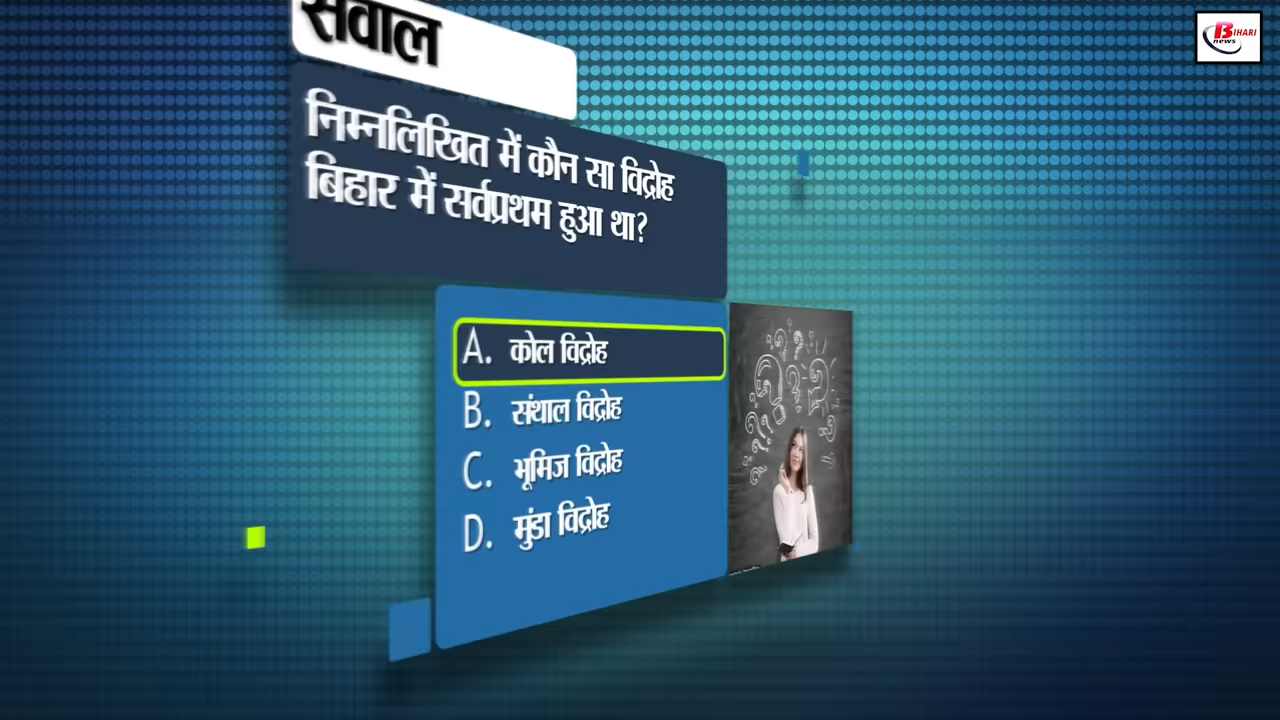 सवाल
निम्नलिखित में कौन सा विद्रोह
बिहार में सर्वप्रथम हुआ था?
A. कोल विद्रोह
B. संथाल विद्रोह
C. भूमिज विद्रोह
D. मुंडा विद्रोह
BIHARI
news